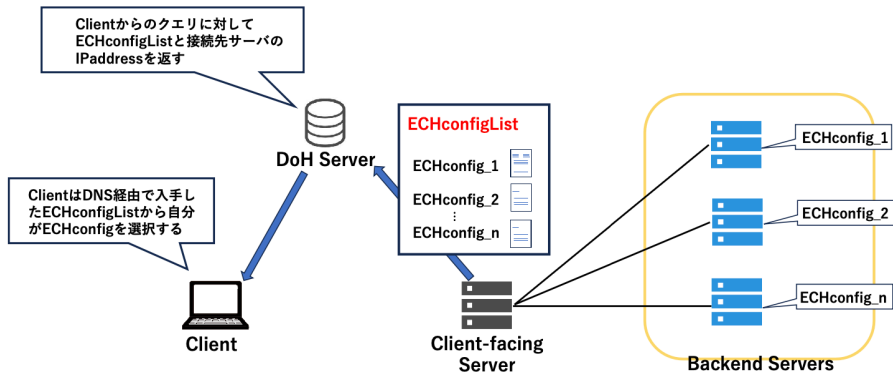 Clientからのクエリに対して
ECHconfigListと接続先サーバの
IPaddressを返す
DoH Server
ClientはDNS経由で入手し
たECHconfigListから自分
がECHconfigを選択する
Client
ECHconfigList
ECHconfig_1
ECHconfig_2
⋮
ECHconfig_n
Client-facing
Server
ECHconfig_1
ECHconfig_2
ECHconfig_n
Backend Servers